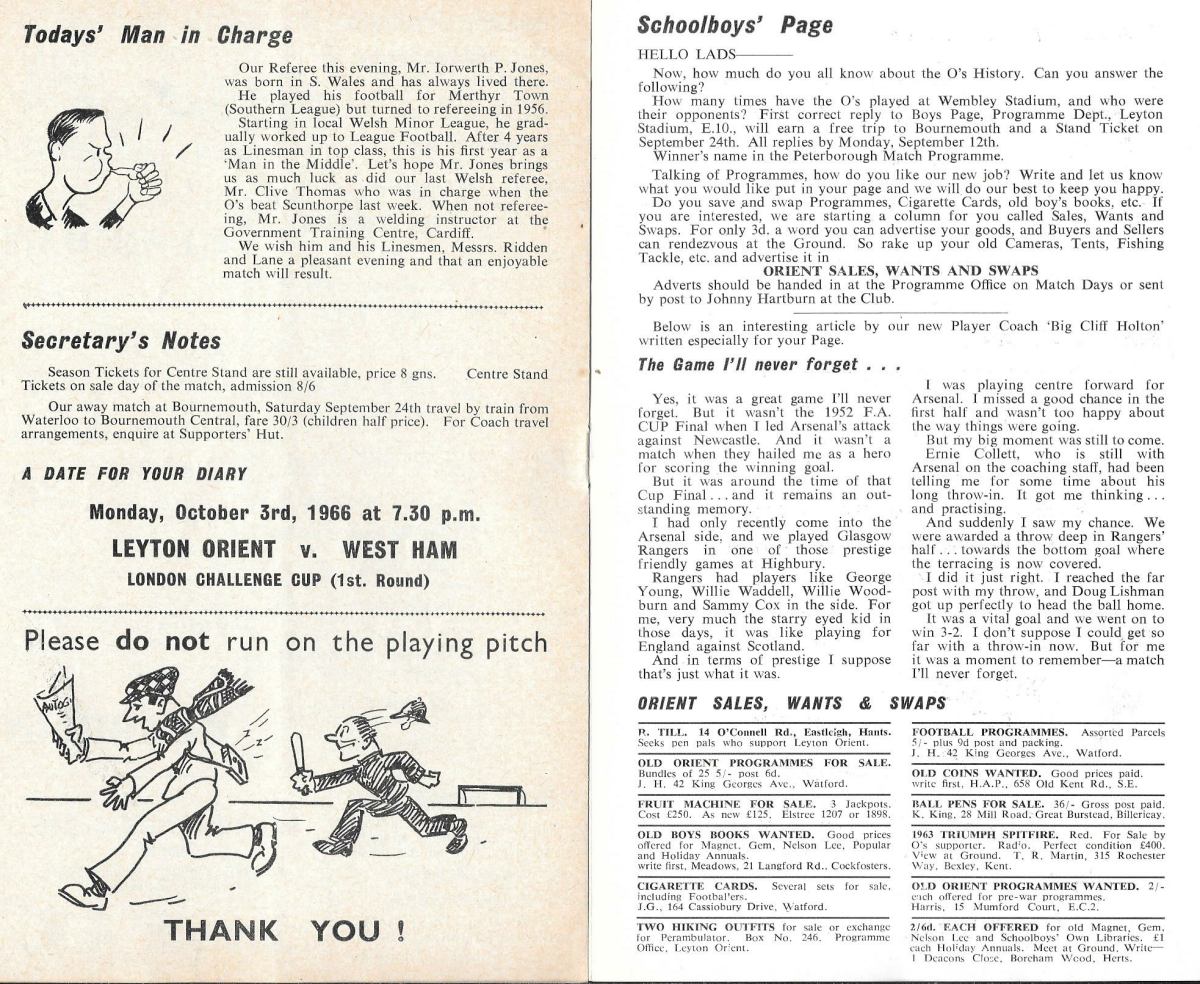 Todays' Man in Charge
Our Referee this evening, Mr. Iorwerth P. Jones,
was born in S. Wales and has always lived there.
He played his football for Merthyr Town
(Southern League) but turned to refereeing in 1956.
Starting in local Welsh Minor League, he grad-
ually worked up to League Football. After 4 years
as Linesman in top class, this is his first year as a
'Man in the Middle'. Let's hope Mr. Jones brings
us as much luck as did our last Welsh referee,
Mr. Clive Thomas who was in charge when the
O's beat Scunthorpe last week. When not referee-
ing, Mr. Jones is a welding instructor at the
Government Training Centre, Cardiff.
We wish him and his Linesmen, Messrs. Ridden
and Lane a pleasant evening and that an enjoyable
match will result.
Secretary's Notes
Season Tickets for Centre Stand are still available, price 8 gns. Centre Stand
Tickets on sale day of the match, admission 8/6
Our away match at Bournemouth, Saturday September 24th travel by train from
Waterloo to Bournemouth Central, fare 30/3 (children half price). For Coach travel
arrangements, enquire at Supporters' Hut.
A DATE FOR YOUR DIARY
Monday, October 3rd, 1966 at 7.30 p.m.
LEYTON ORIENT v. WEST HAM
LONDON CHALLENGE CUP (1st. Round)
Please do not run on the playing pitch
AUTOG
THANK YOU !
Schoolboys' Page
HELLO LADS———
Now, how much do you all know about the O's History. Can you answer the
following?
How many times have the O's played at Wembley Stadium, and who were
their opponents? First correct reply to Boys Page, Programme Dept., Leyton
Stadium, E.10., will earn a free trip to Bournemouth and a Stand Ticket on
September 24th. All replies by Monday, September 12th.
Winner's name in the Peterborough Match Programme.
Talking of Programmes, how do you like our new job? Write and let us know
what you would like put in your page and we will do our best to keep you happy.
Do you save and swap Programmes, Cigarette Cards, old boy's books, etc. If
you are interested, we are starting a column for you called Sales, Wants and
Swaps. For only 3d. a word you can advertise your goods, and Buyers and Sellers
can rendezvous at the Ground. So rake up your old Cameras, Tents, Fishing
Tackle, etc. and advertise it in
ORIENT SALES, WANTS AND SWAPS
Adverts should be handed in at the Programme Office on Match Days or sent
by post to Johnny Hartburn at the Club.
Below is an interesting article by our new Player Coach 'Big Cliff Holton'
written especially for your Page.
The Game I'll never forget . . .
Yes, it was a great game I'll never
forget. But it wasn't the 1952 F.A.
CUP Final when I led Arsenal's attack
against Newcastle. And it wasn't a
match when they hailed me as a hero
for scoring the winning goal.
But it was around the time of that
Cup Final . . . and it remains an out-
standing memory.
I had only recently come into the
Arsenal side, and we played Glasgow
Rangers in one of those prestige
friendly games at Highbury.
Rangers had players like George
Young, Willie Waddell, Willie Wood-
burn and Sammy Cox in the side. For
me, very much the starry eyed kid in
those days, it was like playing for
England against Scotland.
And in terms of prestige I suppose
that's just what it was.
I was playing centre forward for
Arsenal. I missed a good chance in the
first half and wasn't too happy about
the way things were going.
But my big moment was still to come.
Ernie Collett, who is still with
Arsenal on the coaching staff, had been
telling me for some time about his
long throw-in. It got me thinking . . .
and practising.
And suddenly I saw my chance. We
were awarded a throw deep in Rangers'
half . . . towards the bottom goal where
the terracing is now covered.
I did it just right. I reached the far
post with my throw, and Doug Lishman
got up perfectly to head the ball home.
It was a vital goal and we went on to
win 3-2. I don't suppose I could get so
far with a throw-in now. But for me
it was a moment to remember—a match
I'll never forget.
ORIENT SALES, WANTS & SWAPS
R. TILL. 14 O'Connell Rd., Eastleigh, Hants.
Seeks pen pals who support Leyton Orient.
OLD ORIENT PROGRAMMES FOR SALE.
Bundles of 25 5/- post 6d.
J. H. 42 King Georges Ave., Watford.
FRUIT MACHINE FOR SALE. 3 Jackpots.
Cost £250. As new £125. Elstree 1207 or 1898.
OLD BOYS BOOKS WANTED. Good prices
offered for Magnet, Gem, Nelson Lee, Popular
and Holiday Annuals.
write first, Meadows, 21 Langford Rd., Cockfosters.
CIGARETTE CARDS. Several sets for sale,
including Footballers.
J.G., 164 Cassiobury Drive, Watford.
TWO HIKING OUTFITS for sale or exchange
for Perambulator. Box No. 246. Programme
Office, Leyton Orient.
FOOTBALL PROGRAMMES. Assorted Parcels
5/- plus 9d post and packing.
J. H. 42 King Georges Ave., Watford.
OLD COINS WANTED. Good prices paid.
write first, H.A.P., 658 Old Kent Rd., S.E.
BALL PENS FOR SALE. 36/- Gross post paid.
K. King, 28 Mill Road, Great Burstead, Billericay.
1963 TRIUMPH SPITFIRE. Red. For Sale by
O's supporter. Radio. Perfect condition £400.
View at Ground. T. R. Martin, 315 Rochester
Way, Bexley, Kent.
OLD ORIENT PROGRAMMES WANTED. 2/-
each offered for pre-war programmes.
Harris, 15 Mumford Court, E.C.2.
2/6d. EACH OFFERED for old Magnet, Gem,
Nelson Lee and Schoolboys' Own Libraries. £1
each Holiday Annuals. Meet at Ground. Write—
1 Deacons Close, Boreham Wood, Herts.